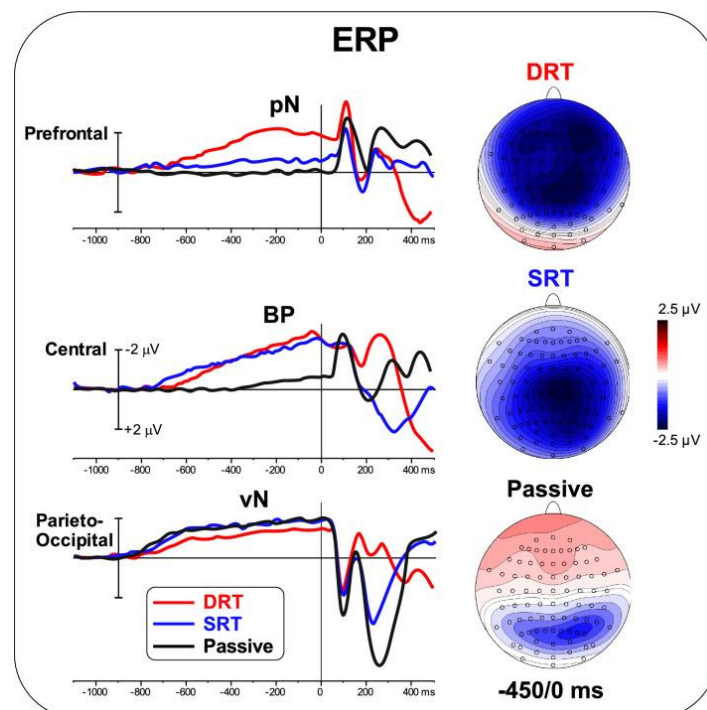 ERP
pN
DRT
Prefrontal
-1000 -800 -600 -400 -200 0 200 400 ms
BP
SRT
Central
-2 µV
+2 µV
2.5 µV
-2.5 µV
-1000 -800 -600 -400 -200 0 200 400 ms
vN
Passive
Parieto-
Occipital
DRT
SRT
Passive
-1000 -800 -600 -400 -200 0 200 400 ms
-450/0 ms